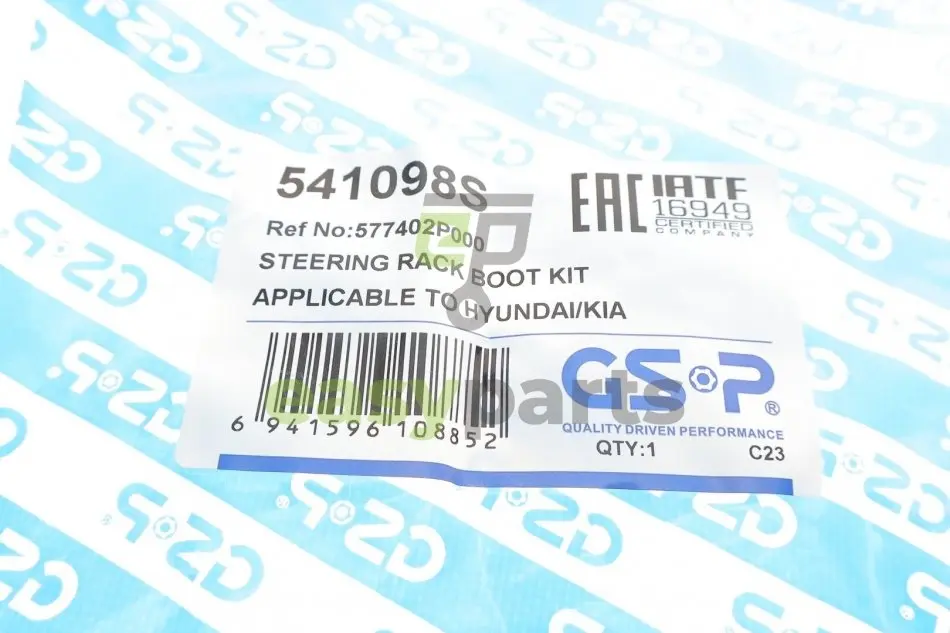 541098S
Ref No:577402P000
STEERING RACK BOOT KIT
APPLICABLE TO HYUNDAI/KIA
6 941596 108852
EAC
IATF
16949
CERTIFIED
COMPANY
GSP®
QUALITY DRIVEN PERFORMANCE
QTY:1
C23
easyparts